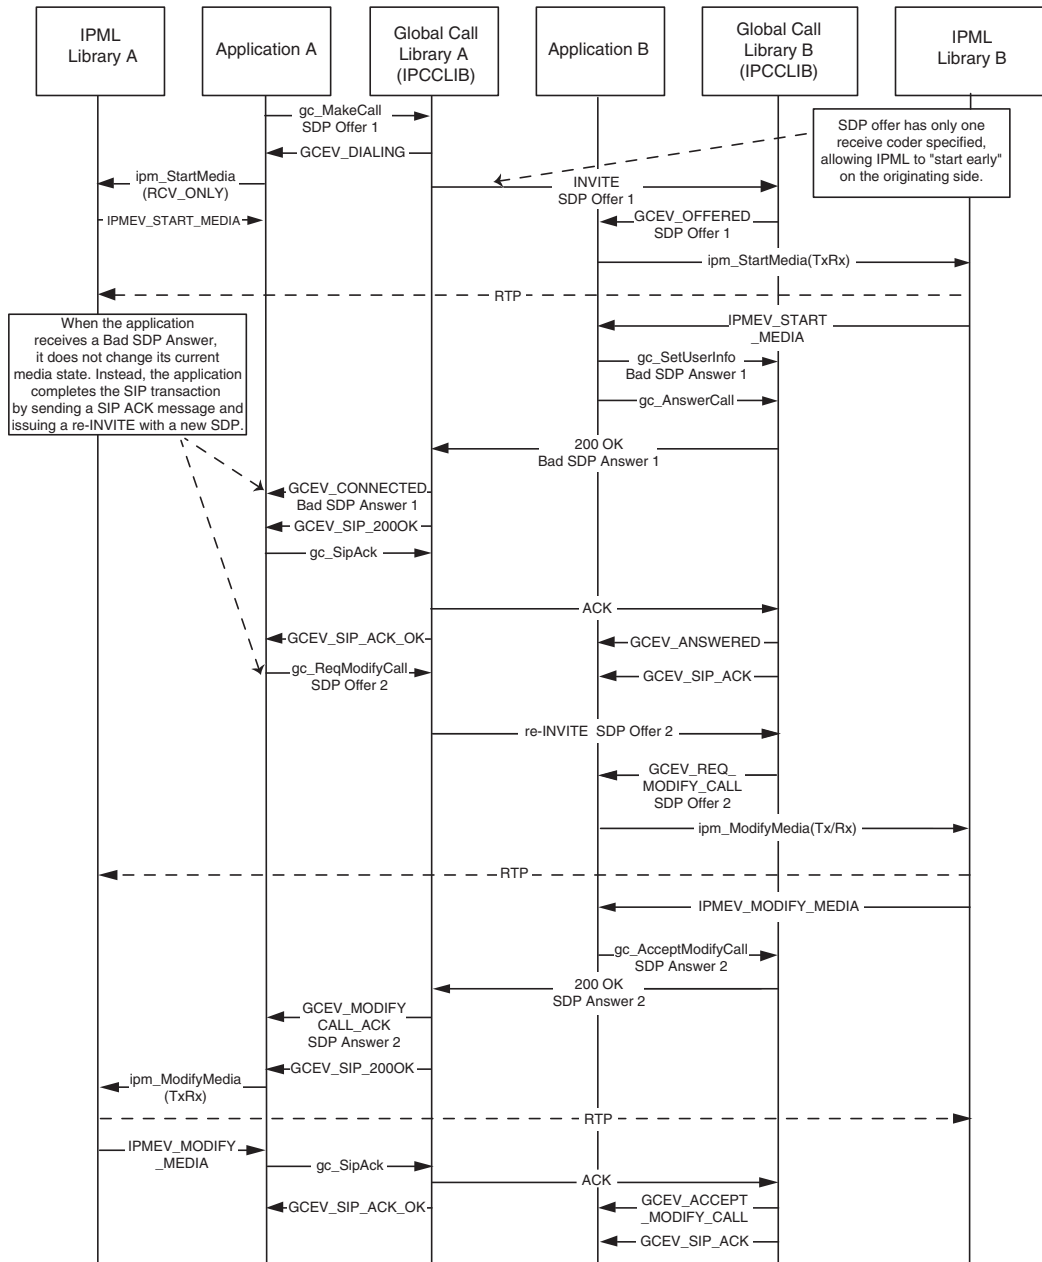 IPML
Library A
Application A
Global Call
Library A
(IPCCLIB)
Application B
Global Call
Library B
(IPCCLIB)
IPML
Library B
gc_MakeCall
SDP Offer 1
SDP offer has only one
receive coder specified,
allowing IPML to "start early"
on the originating side.
GCEV_DIALING
ipm_StartMedia
(RCV_ONLY)
INVITE
SDP Offer 1
IPMEV_START_MEDIA
GCEV_OFFERED
SDP Offer 1
ipm_StartMedia(TxRx)
RTP
When the application
receives a Bad SDP Answer,
it does not change its current
media state. Instead, the application
completes the SIP transaction
by sending a SIP ACK message and
issuing a re-INVITE with a new SDP.
IPMEV_START
_MEDIA
gc_SetUserInfo
Bad SDP Answer 1
gc_AnswerCall
200 OK
Bad SDP Answer 1
GCEV_CONNECTED
Bad SDP Answer 1
GCEV_SIP_200OK
gc_SipAck
ACK
GCEV_SIP_ACK_OK
GCEV_ANSWERED
gc_ReqModifyCall
SDP Offer 2
GCEV_SIP_ACK
re-INVITE SDP Offer 2
GCEV_REQ_
MODIFY_CALL
SDP Offer 2
ipm_ModifyMedia(Tx/Rx)
RTP
IPMEV_MODIFY_MEDIA
gc_AcceptModifyCall
SDP Answer 2
200 OK
SDP Answer 2
GCEV_MODIFY
CALL_ACK
SDP Answer 2
GCEV_SIP_200OK
ipm_ModifyMedia
(TxRx)
RTP
IPMEV_MODIFY
_MEDIA
gc_SipAck
ACK
GCEV_SIP_ACK_OK
GCEV_ACCEPT
_MODIFY_CALL
GCEV_SIP_ACK